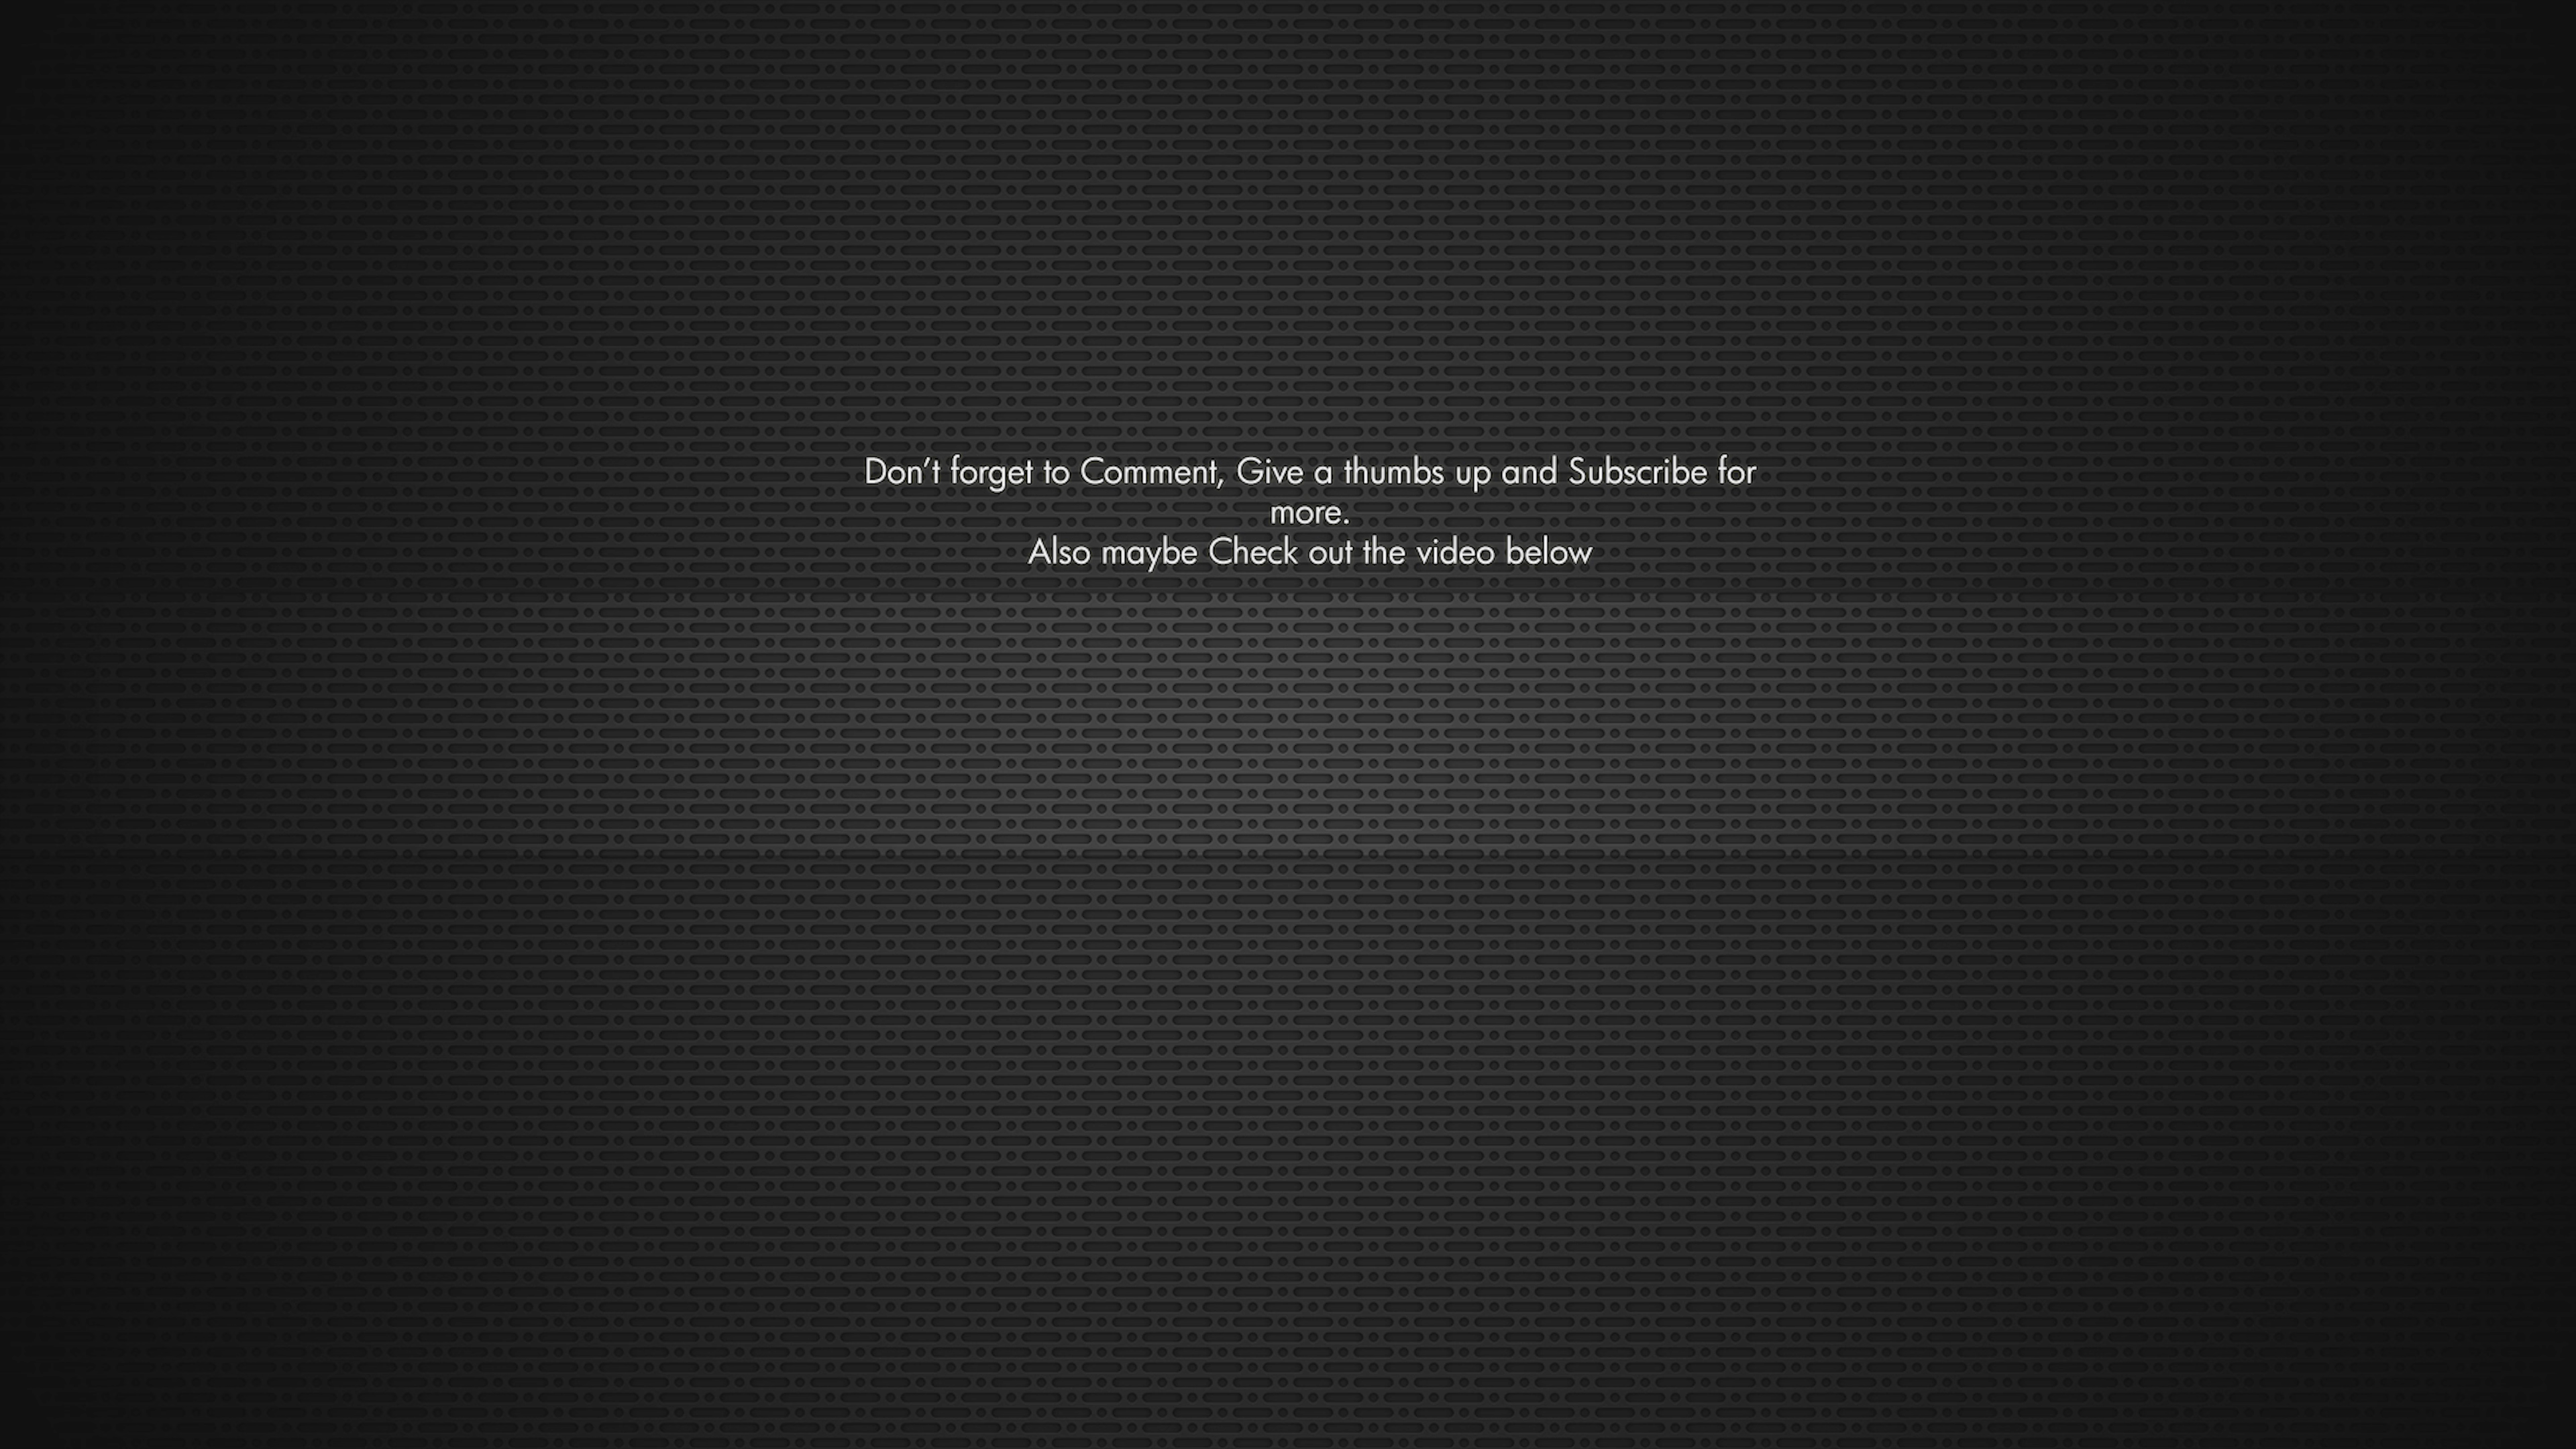 Don’t forget to Comment, Give a thumbs up and Subscribe for
more.
Also maybe Check out the video below